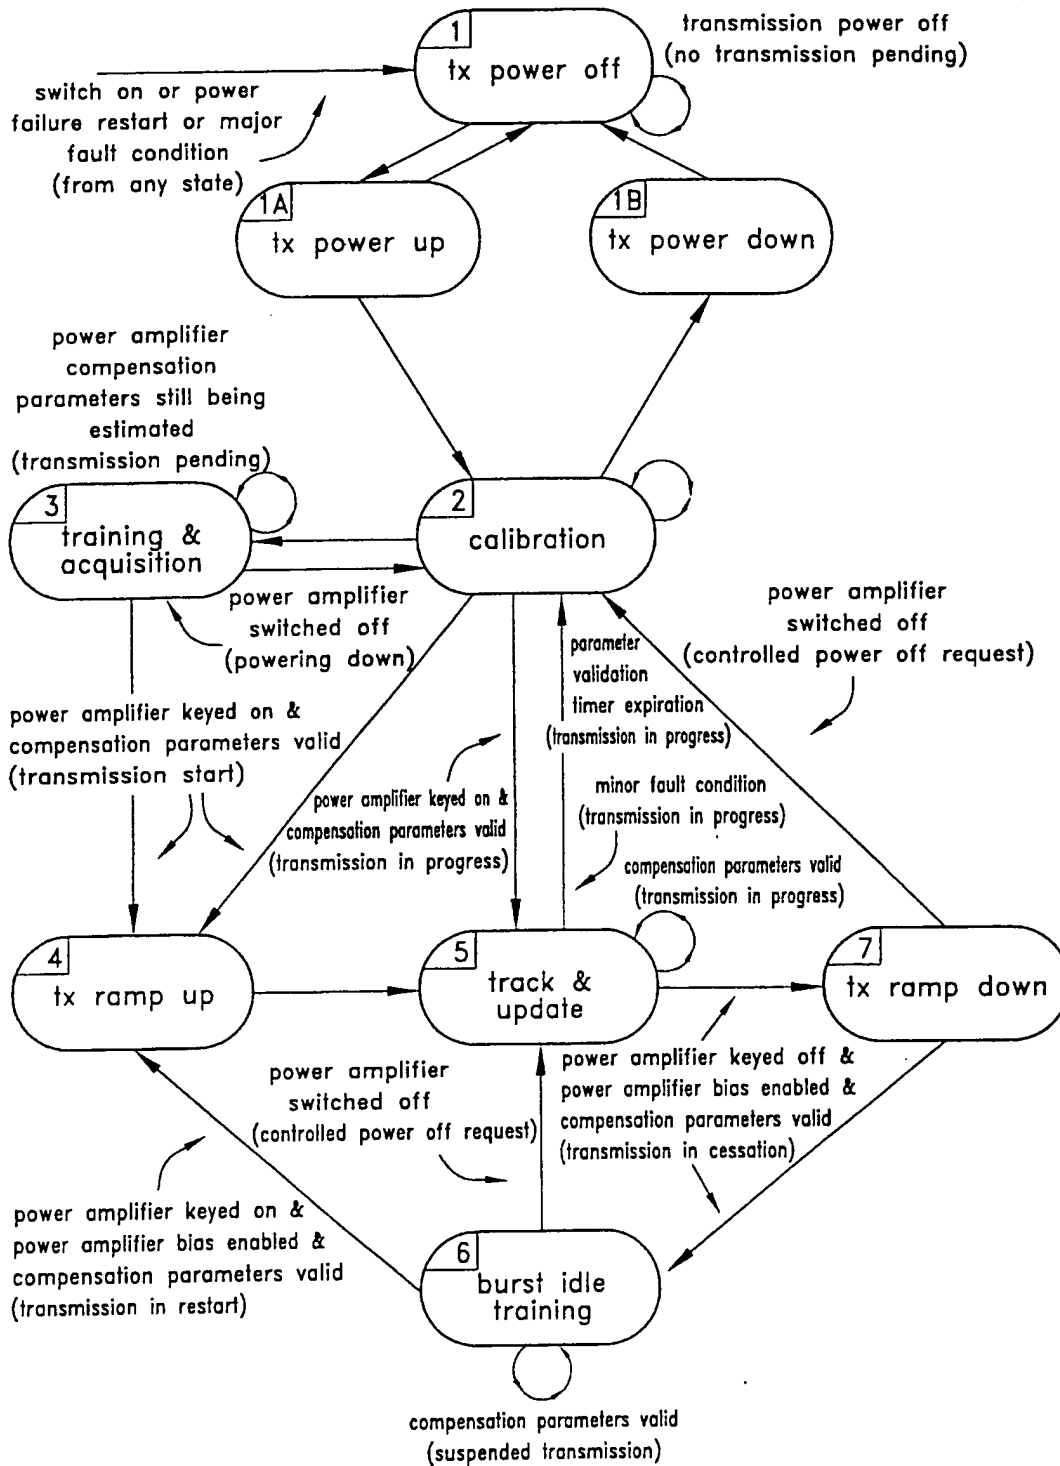 1
tx power off
transmission power off
(no transmission pending)
switch on or power
failure restart or major
fault condition
(from any state)
1A
tx power up
1B
tx power down
power amplifier
compensation
parameters still being
estimated
(transmission pending)
3
training &
acquisition
2
calibration
power amplifier
switched off
(powering down)
power amplifier
switched off
(controlled power off request)
parameter
validation
timer expiration
(transmission in progress)
power amplifier keyed on &
compensation parameters valid
(transmission start)
power amplifier keyed on &
compensation parameters valid
(transmission in progress)
minor fault condition
(transmission in progress)
compensation parameters valid
(transmission in progress)
4
tx ramp up
5
track &
update
7
tx ramp down
power amplifier
switched off
(controlled power off request)
power amplifier keyed off &
power amplifier bias enabled &
compensation parameters valid
(transmission in cessation)
power amplifier keyed on &
power amplifier bias enabled &
compensation parameters valid
(transmission in restart)
6
burst idle
training
compensation parameters valid
(suspended transmission)